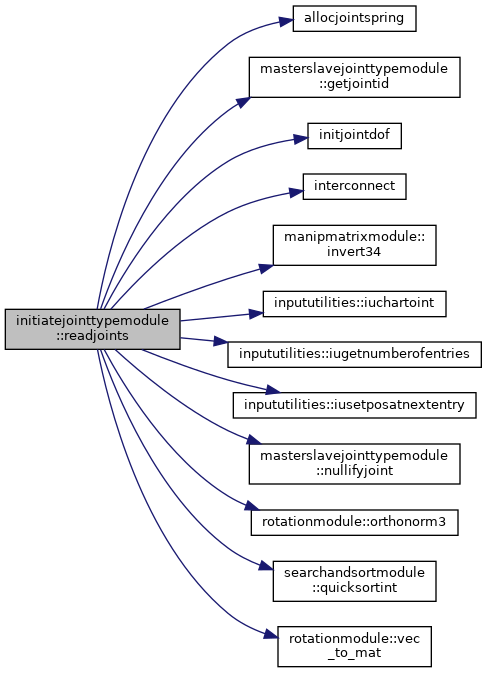 allocjointspring
masterslavejointtypemodule
::getjointid
initjointdof
interconnect
manipmatrixmodule::
invert34
inpututilities::iuchartoint
initiatejointtypemodule
::readjoints
inpututilities::iugetnumberofentries
inpututilities::iusetposatnextentry
masterslavejointtypemodule
::nullifyjoint
rotationmodule::orthonorm3
searchandsortmodule
::quicksortint
rotationmodule::vec
_to_mat